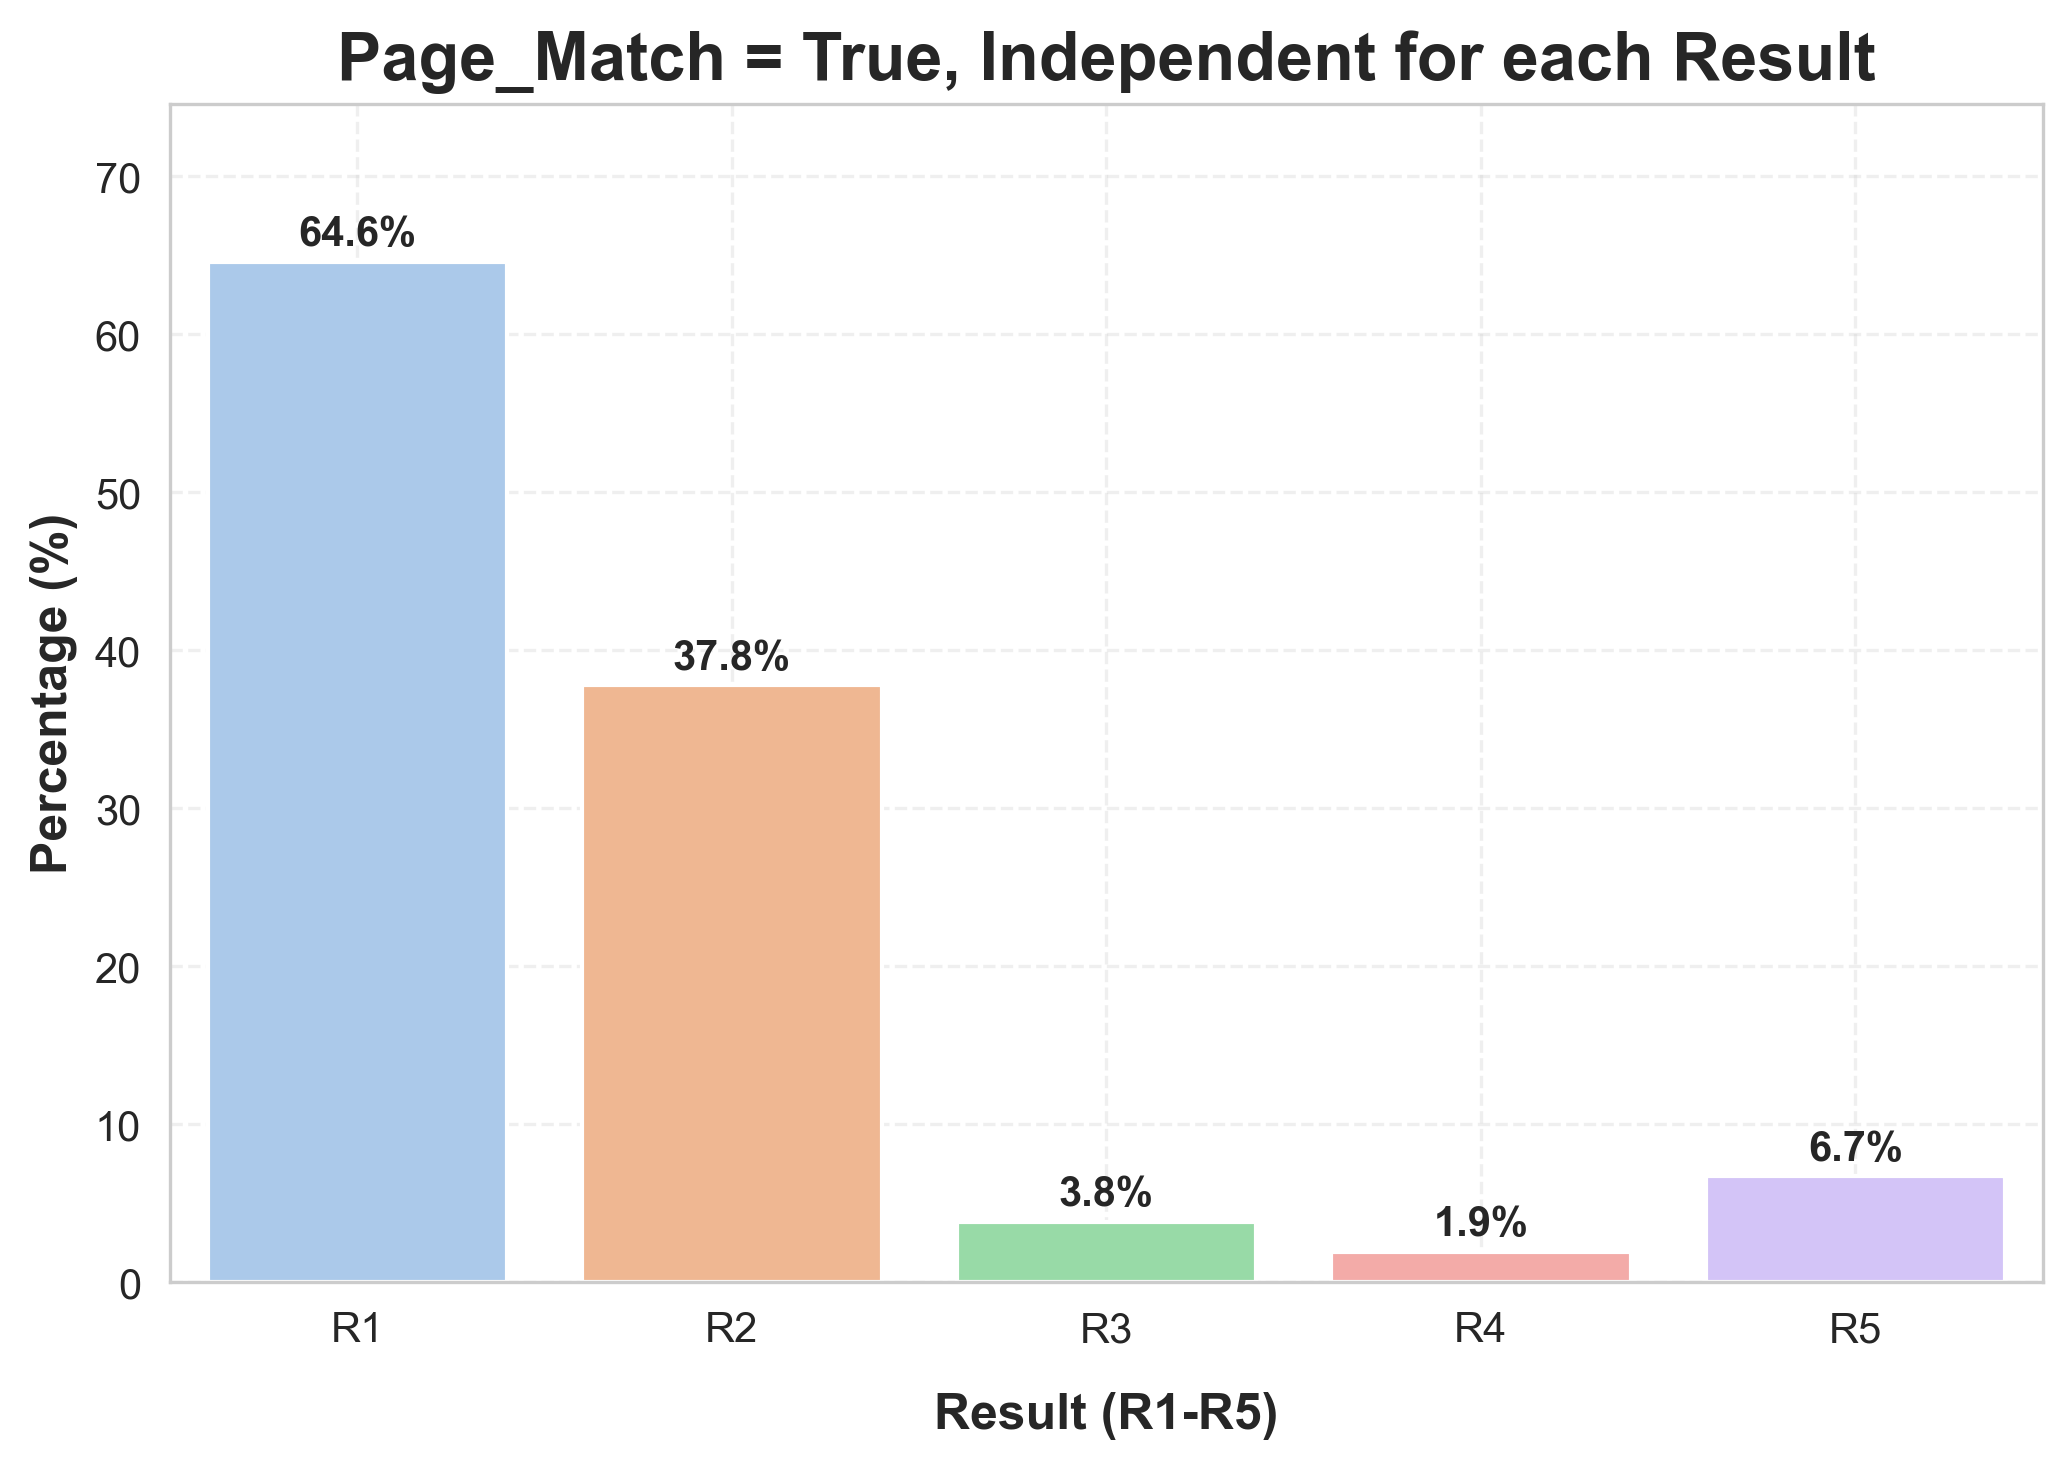 Page_Match = True, Independent for each Result
Percentage (%)
70
60
50
40
30
20
10
0
64.6%
37.8%
3.8%
1.9%
6.7%
R1
R2
R3
R4
R5
Result (R1-R5)